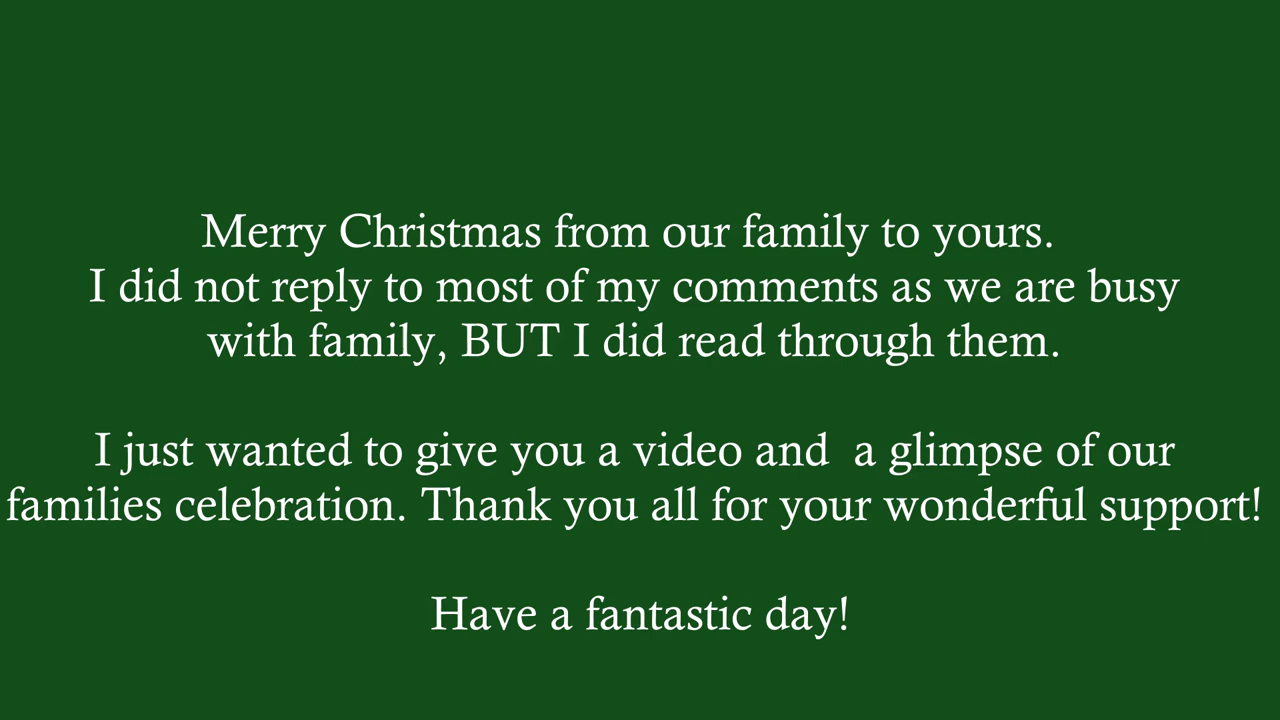 Merry Christmas from our family to yours.
I did not reply to most of my comments as we are busy
with family, BUT I did read through them.
I just wanted to give you a video and  a glimpse of our
families celebration. Thank you all for your wonderful support!
Have a fantastic day!